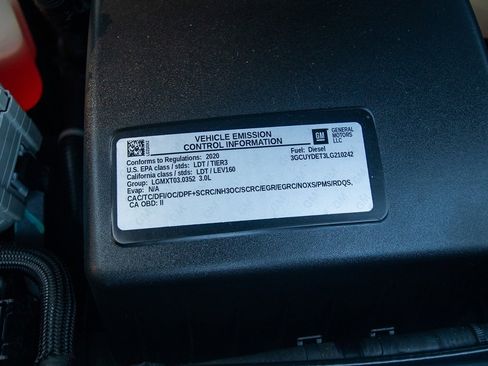 VEHICLE EMISSION
CONTROL INFORMATION
GM
GENERAL
MOTORS
LLC
Conforms to Regulations: 2020
Fuel: Diesel
U.S. EPA class / stds: LDT / TIER3
3GCUYDET3LG210242
California class / stds: LDT / LEV160
Group: LGMXT03.0352 3.0L
Evap: N/A
CAC/TC/DFI/OC/DPF+SCRC/NH3OC/SCRC/EGR/EGRC/NOXS/PMS/RDQS,
CA OBD: II